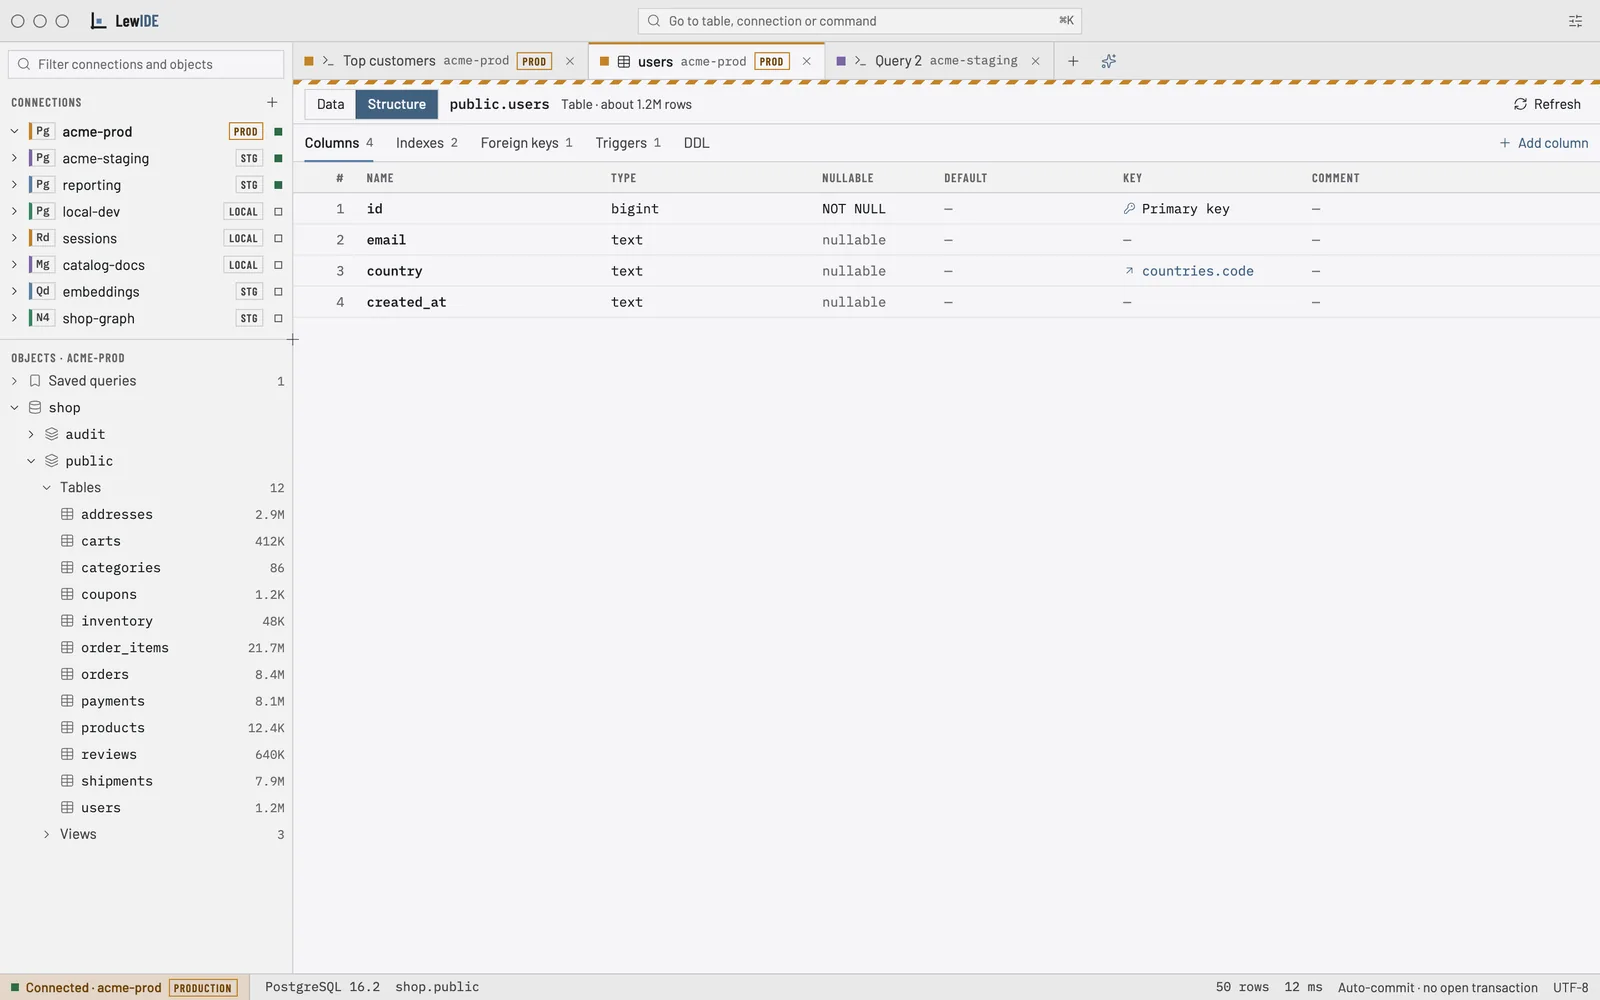 LewIDE
Go to table, connection or command ⌘K
Filter connections and objects
CONNECTIONS
Pg acme-prod PROD
Pg acme-staging STG
Pg reporting STG
Pg local-dev LOCAL
Rd sessions LOCAL
Mg catalog-docs LOCAL
Qd embeddings STG
N4 shop-graph STG
OBJECTS · ACME-PROD
Saved queries 1
shop
audit
public
Tables 12
addresses 2.9M
carts 412K
categories 86
coupons 1.2K
inventory 48K
order_items 21.7M
orders 8.4M
payments 8.1M
products 12.4K
reviews 640K
shipments 7.9M
users 1.2M
Views 3
Top customers acme-prod PROD
users acme-prod PROD
Query 2 acme-staging
Data Structure public.users Table · about 1.2M rows Refresh
Columns 4 Indexes 2 Foreign keys 1 Triggers 1 DDL + Add column
# NAME TYPE NULLABLE DEFAULT KEY COMMENT
1 id bigint NOT NULL — Primary key —
2 email text nullable — — —
3 country text nullable — countries.code —
4 created_at text nullable — — —
Connected · acme-prod PRODUCTION PostgreSQL 16.2 shop.public 50 rows 12 ms Auto-commit · no open transaction UTF-8